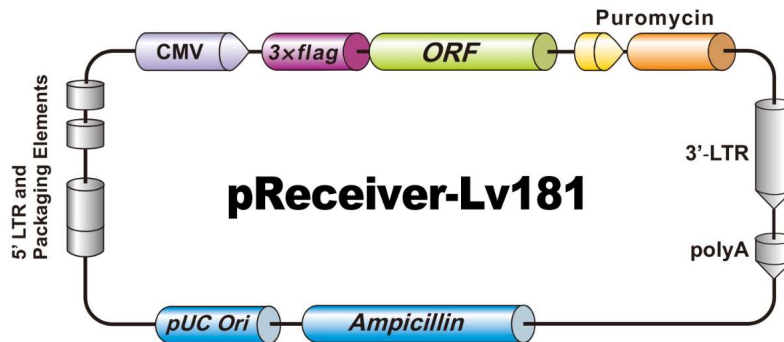 Puromycin
CMV
3×flag
ORF
5' LTR and
Packaging Elements
3'-LTR
pReceiver-Lv181
polyA
pUC Ori
Ampicillin